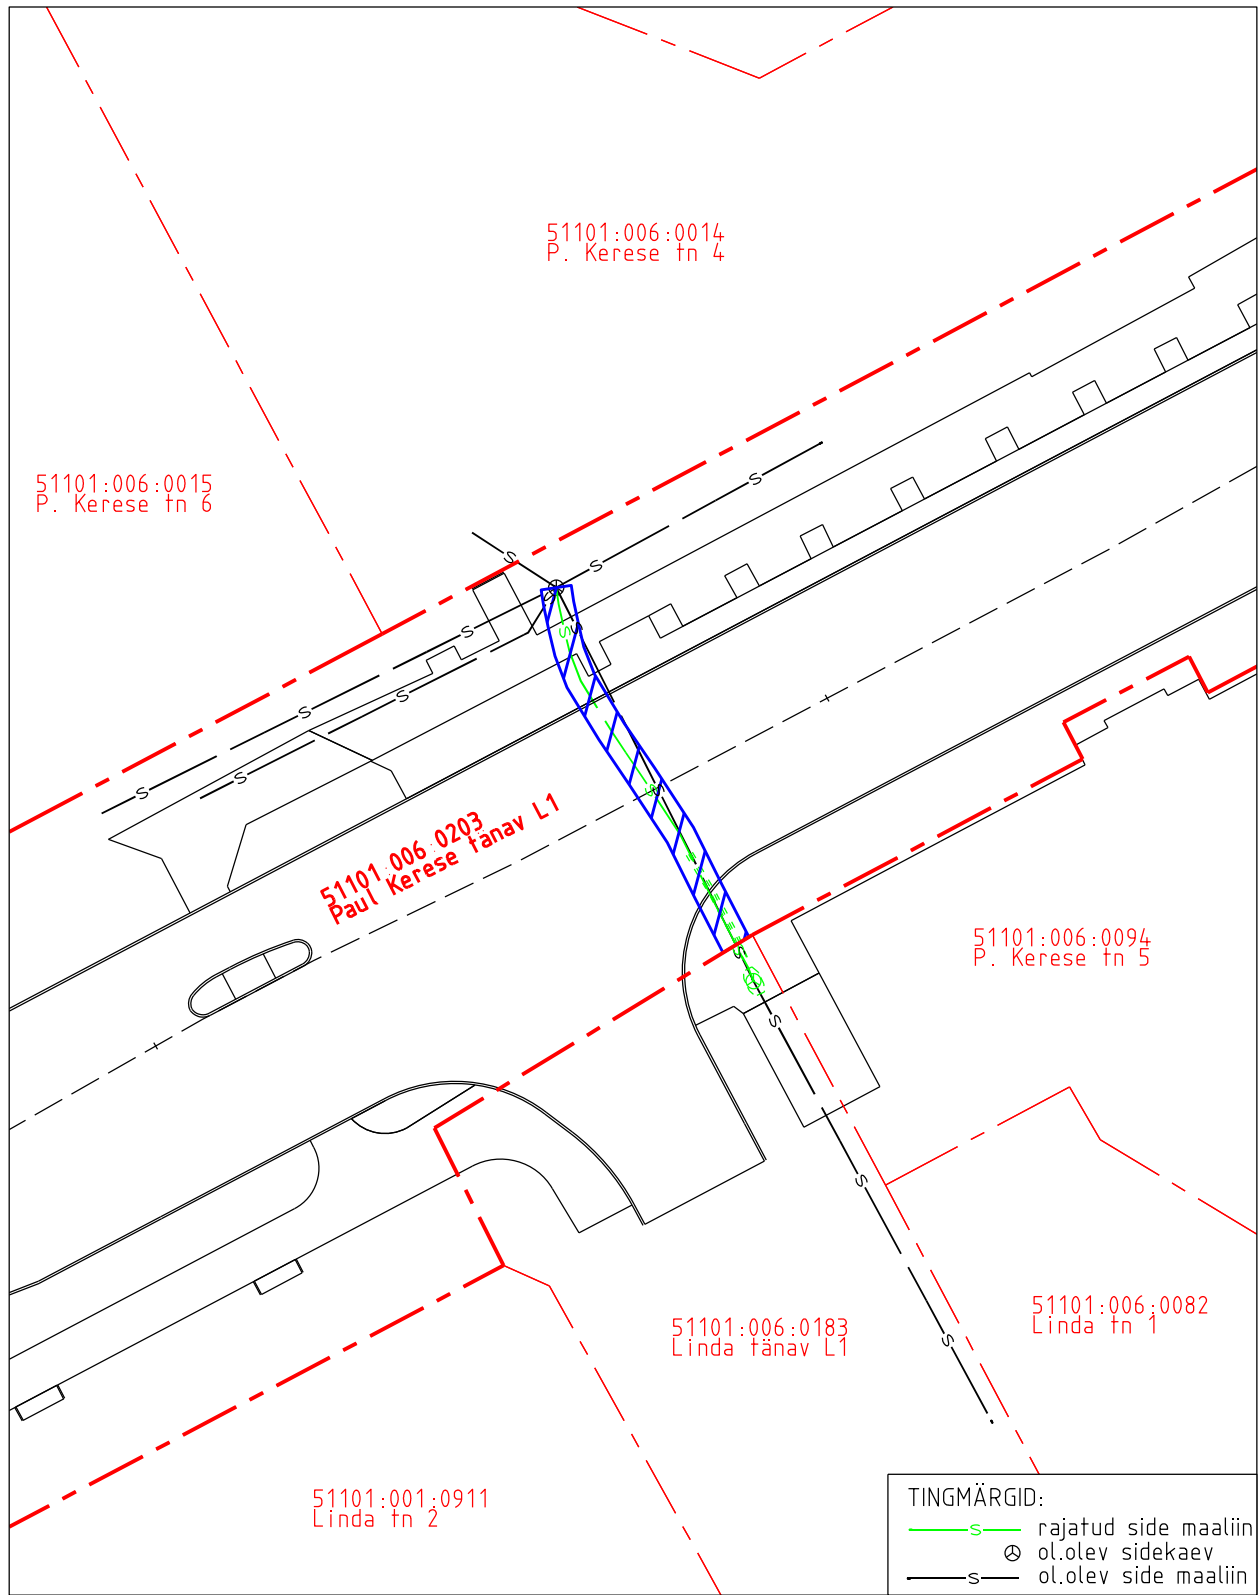 51101:006:0014
P. Kerese tn 4
51101:006:0015
P. Kerese tn 6
S
S
S
S
S
S
S
S
S
S
S
S
51101:006:0203
Paul Kerese tänav L1
51101:006:0094
P. Kerese tn 5
S
S
S
S
51101:006:0082
Linda tn 1
51101:006:0183
Linda tänav L1
51101:001:0911
Linda tn 2
TINGMÄRGID:
S rajatud side maaliin
ol.olev sidekaev
S ol.olev side maaliin